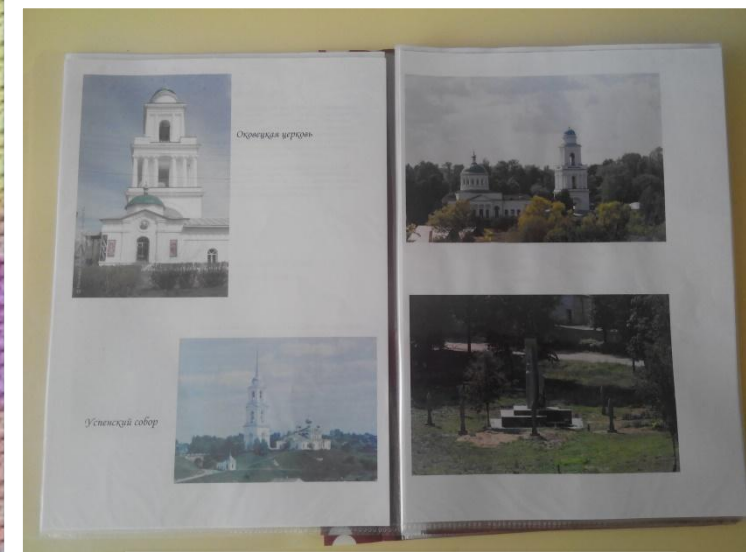 Оковецкая церковь
Успенский собор